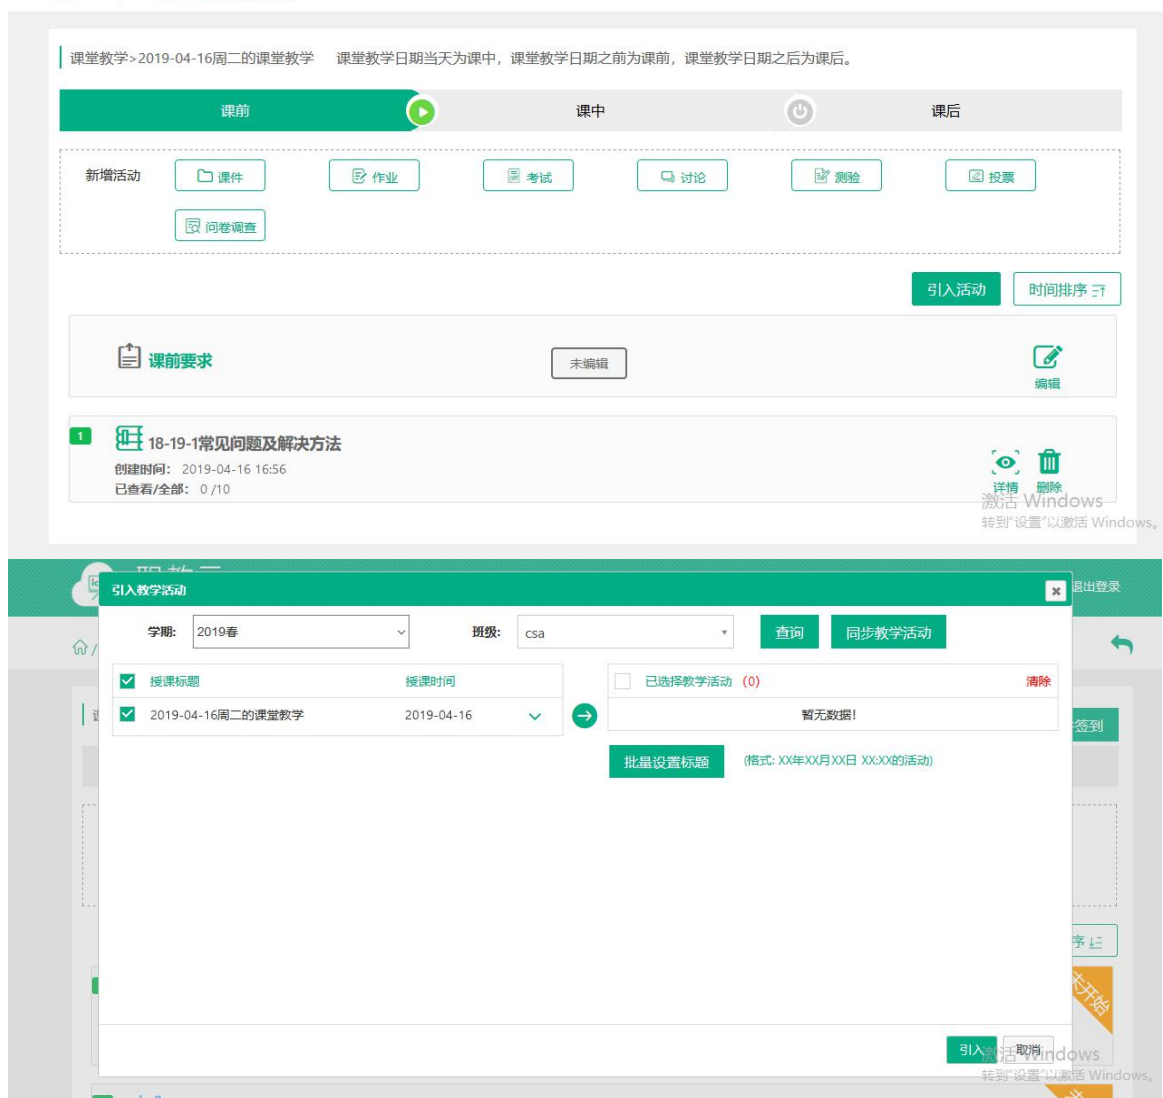 课堂教学>2019-04-16周二的课堂教学 课堂教学日期当天为课中，课堂教学日期之前为课前，课堂教学日期之后为课后。
课前 课中 课后
新增活动 课件 作业 考试 讨论 测验 投票
问卷调查
引入活动 时间排序
课前要求 未编辑 编辑
1 18-19-1常见问题及解决方法
创建时间： 2019-04-16 16:56
已查看/全部： 0 /10
详情 删除
激活 Windows
转到"设置"以激活 Windows。
引入教学活动 退出登录
学期: 2019春 班级: csa 查询 同步教学活动
授课标题 授课时间 已选择教学活动 (0) 清除
2019-04-16周二的课堂教学 2019-04-16 暂无数据!
签到
批量设置标题 (格式: XX年XX月XX日 XX:XX的活动)
序
未开始
引入 取消
激活 Windows
转到"设置"以激活 Windows。